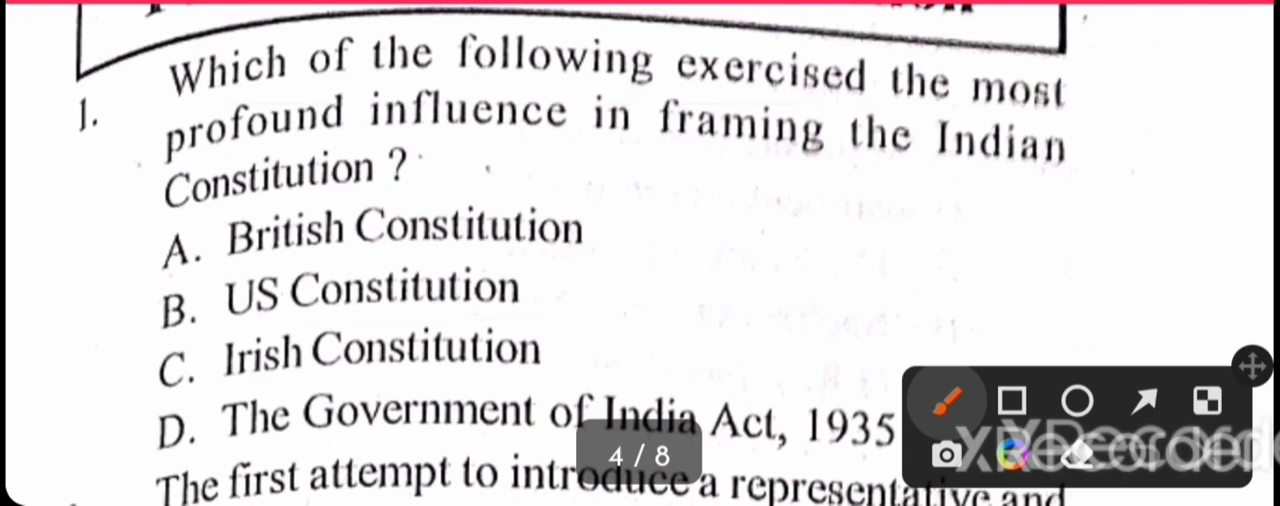 1. Which of the following exercised the most
profound influence in framing the Indian
Constitution ?
A. British Constitution
B. US Constitution
C. Irish Constitution
D. The Government of India Act, 1935
4 / 8
The first attempt to introduce a representative and